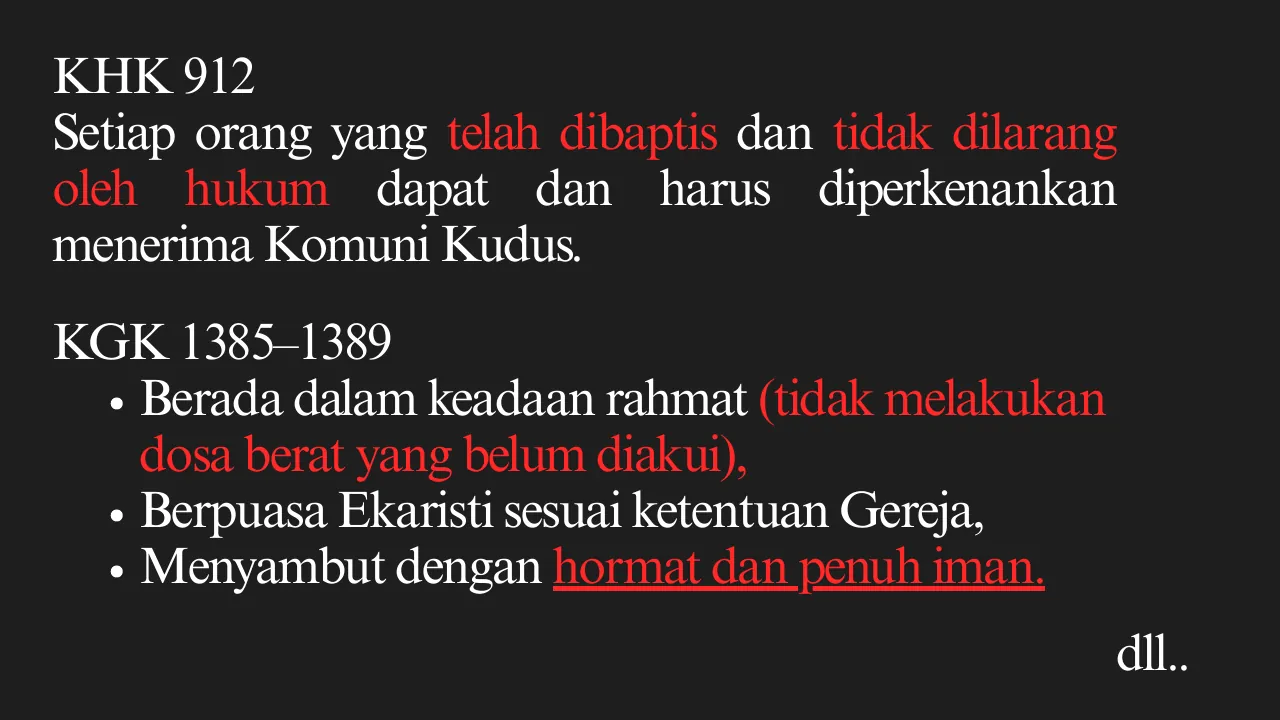 KHK 912
Setiap orang yang telah dibaptis dan tidak dilarang
oleh hukum dapat dan harus diperkenankan
menerima Komuni Kudus.
KGK 1385–1389
• Berada dalam keadaan rahmat (tidak melakukan
dosa berat yang belum diakui),
• Berpuasa Ekaristi sesuai ketentuan Gereja,
• Menyambut dengan hormat dan penuh iman.
dll..